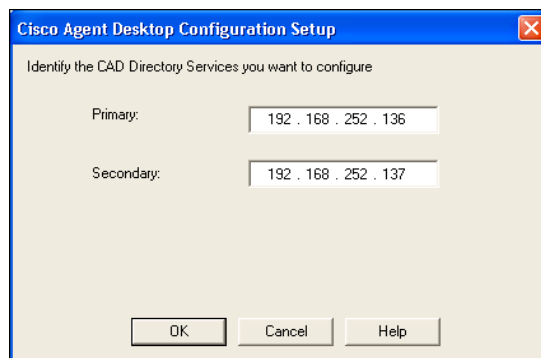 Cisco Agent Desktop Configuration Setup
Identify the CAD Directory Services you want to configure
Primary: 192 . 168 . 252 . 136
Secondary: 192 . 168 . 252 . 137
OK Cancel Help